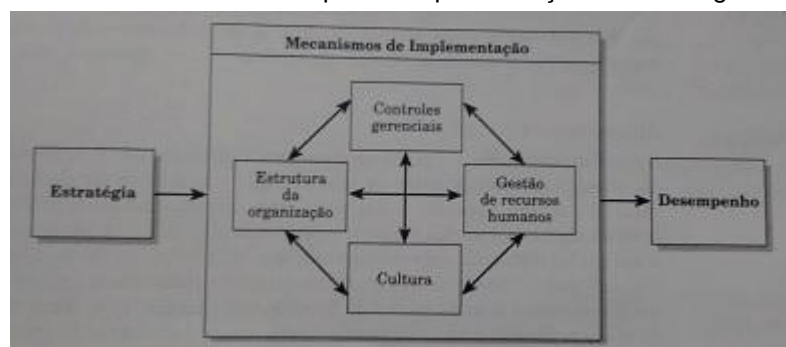 Mecanismos de Implementação
Controles
gerenciais
Estratégia
Estrutura
da
organização
Gestão
de recursos
humanos
Desempenho
Cultura